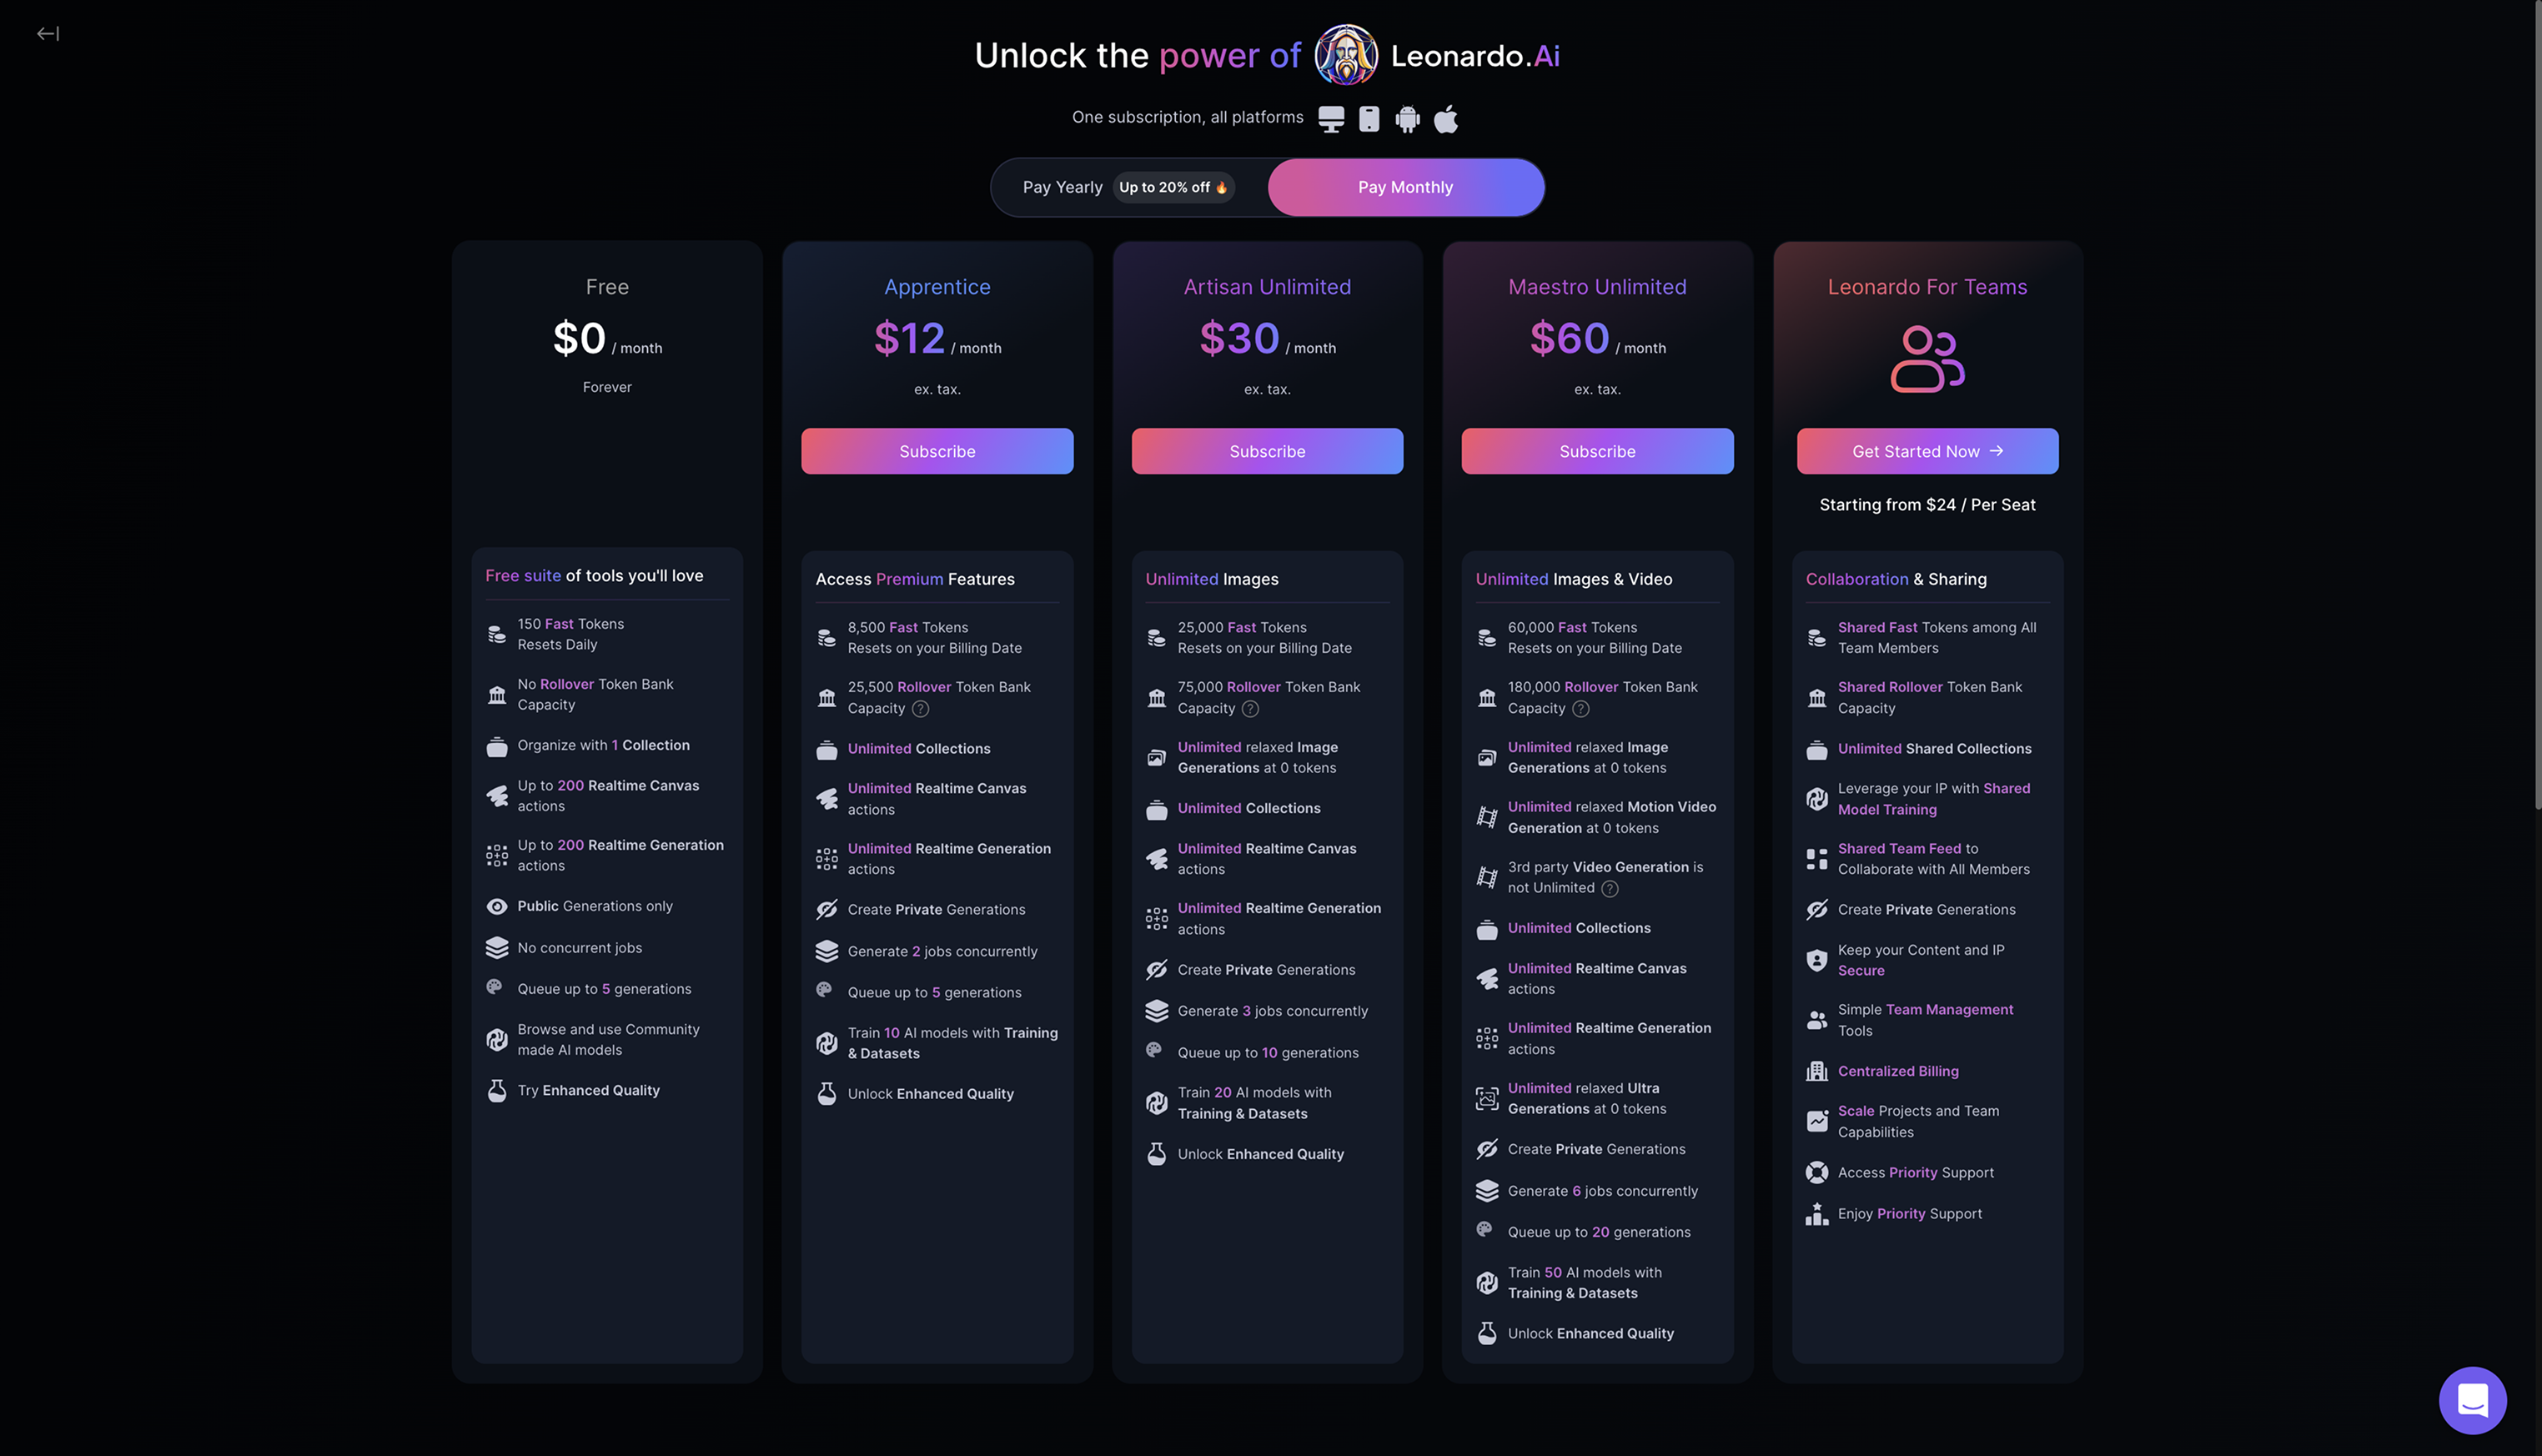 Unlock the power of Leonardo.Ai
One subscription, all platforms
Pay Yearly Up to 20% off 🔥 Pay Monthly
Free
$0 / month
Forever
Free suite of tools you'll love
150 Fast Tokens
Resets Daily
No Rollover Token Bank
Capacity
Organize with 1 Collection
Up to 200 Realtime Canvas
actions
Up to 200 Realtime Generation
actions
Public Generations only
No concurrent jobs
Queue up to 5 generations
Browse and use Community
made AI models
Try Enhanced Quality
Apprentice
$12 / month
ex. tax.
Subscribe
Access Premium Features
8,500 Fast Tokens
Resets on your Billing Date
25,500 Rollover Token Bank
Capacity ?
Unlimited Collections
Unlimited Realtime Canvas
actions
Unlimited Realtime Generation
actions
Create Private Generations
Generate 2 jobs concurrently
Queue up to 5 generations
Train 10 AI models with Training
& Datasets
Unlock Enhanced Quality
Artisan Unlimited
$30 / month
ex. tax.
Subscribe
Unlimited Images
25,000 Fast Tokens
Resets on your Billing Date
75,000 Rollover Token Bank
Capacity ?
Unlimited relaxed Image
Generations at 0 tokens
Unlimited Collections
Unlimited Realtime Canvas
actions
Unlimited Realtime Generation
actions
Create Private Generations
Generate 3 jobs concurrently
Queue up to 10 generations
Train 20 AI models with
Training & Datasets
Unlock Enhanced Quality
Maestro Unlimited
$60 / month
ex. tax.
Subscribe
Unlimited Images & Video
60,000 Fast Tokens
Resets on your Billing Date
180,000 Rollover Token Bank
Capacity ?
Unlimited relaxed Image
Generations at 0 tokens
Unlimited relaxed Motion Video
Generation at 0 tokens
3rd party Video Generation is
not Unlimited ?
Unlimited Collections
Unlimited Realtime Canvas
actions
Unlimited Realtime Generation
actions
Unlimited relaxed Ultra
Generations at 0 tokens
Create Private Generations
Generate 6 jobs concurrently
Queue up to 20 generations
Train 50 AI models with
Training & Datasets
Unlock Enhanced Quality
Leonardo For Teams
Get Started Now →
Starting from $24 / Per Seat
Collaboration & Sharing
Shared Fast Tokens among All
Team Members
Shared Rollover Token Bank
Capacity
Unlimited Shared Collections
Leverage your IP with Shared
Model Training
Shared Team Feed to
Collaborate with All Members
Create Private Generations
Keep your Content and IP
Secure
Simple Team Management
Tools
Centralized Billing
Scale Projects and Team
Capabilities
Access Priority Support
Enjoy Priority Support